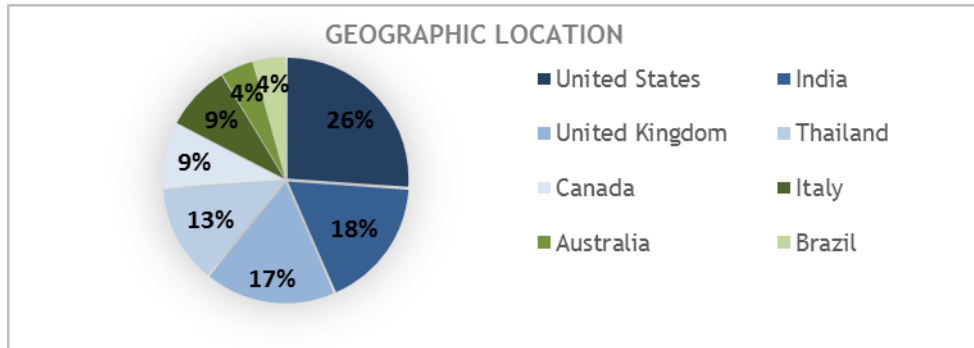 GEOGRAPHIC LOCATION
4%
4%
26%
9%
9%
18%
13%
17%
United States
India
United Kingdom
Thailand
Canada
Italy
Australia
Brazil